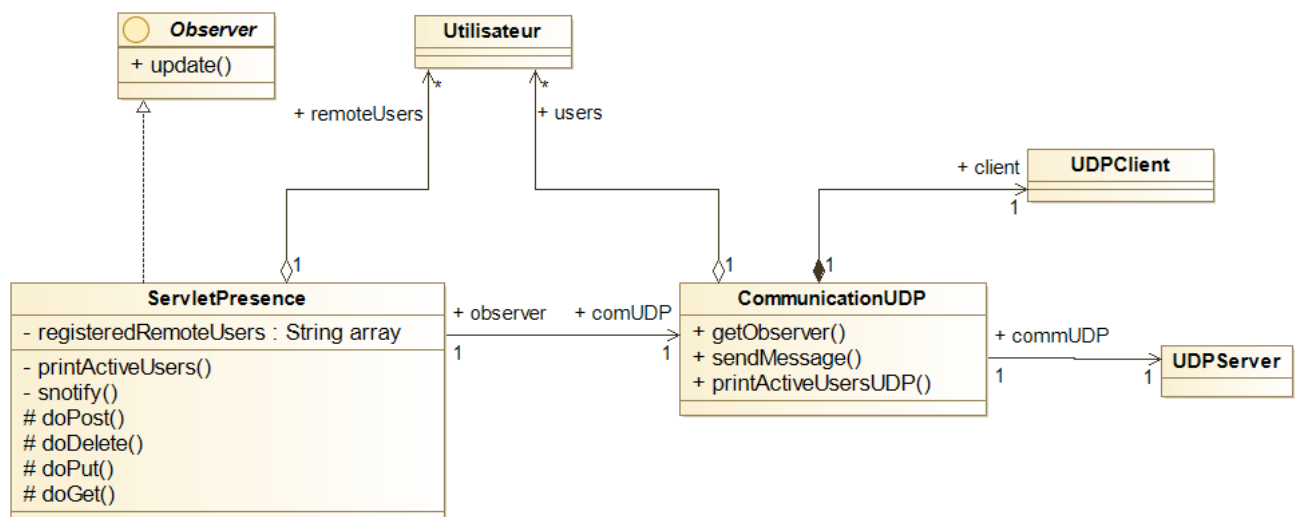 Observer
+ update()
Utilisateur
*
*
+ remoteUsers
+ users
+ client
UDPClient
1
1
1
1
ServletPresence
- registeredRemoteUsers : String array
- printActiveUsers()
- snotify()
# doPost()
# doDelete()
# doPut()
# doGet()
+ observer
+ comUDP
1
1
CommunicationUDP
+ getObserver()
+ sendMessage()
+ printActiveUsersUDP()
+ commUDP
1
1
UDPServer